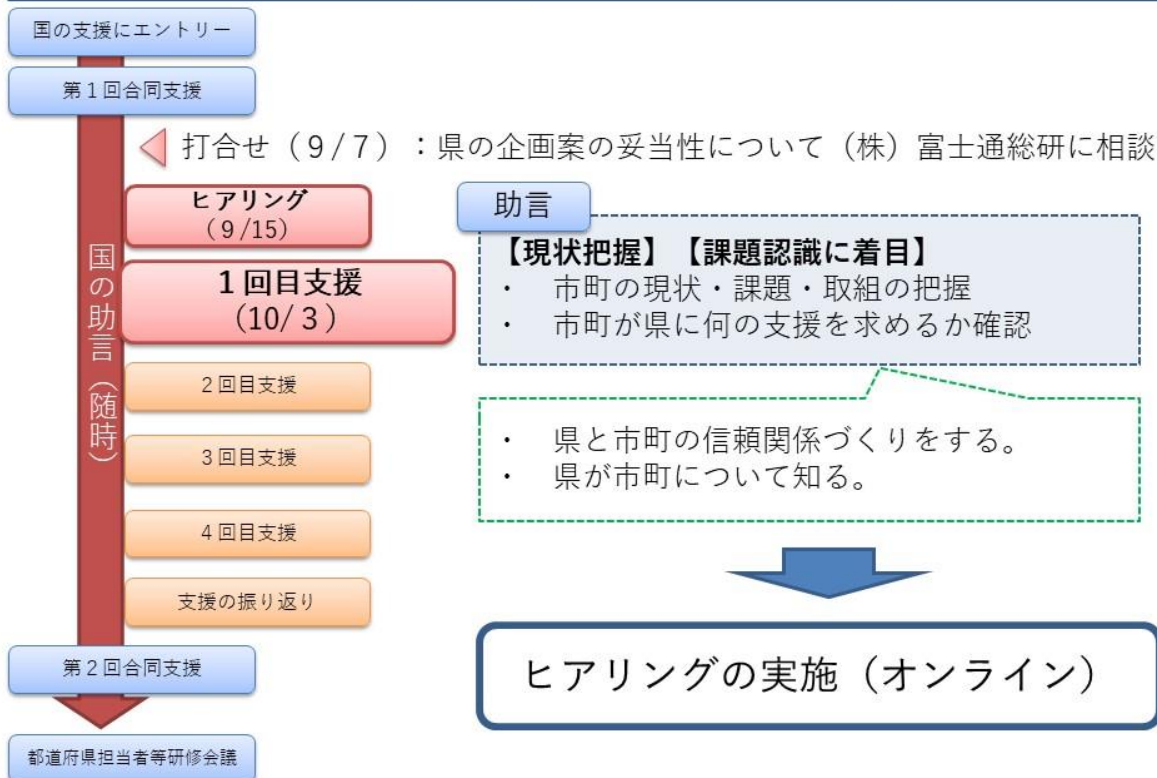 国の支援にエントリー
第１回合同支援
打合せ（９/７）：県の企画案の妥当性について（株）富士通総研に相談
国の助言（随時）
ヒアリング
（９/15）
１回目支援
（10/３）
２回目支援
３回目支援
４回目支援
支援の振り返り
第２回合同支援
都道府県担当者等研修会議
助言
【現状把握】【課題認識に着目】
・ 市町の現状・課題・取組の把握
・ 市町が県に何の支援を求めるか確認
・ 県と市町の信頼関係づくりをする。
・ 県が市町について知る。
ヒアリングの実施（オンライン）